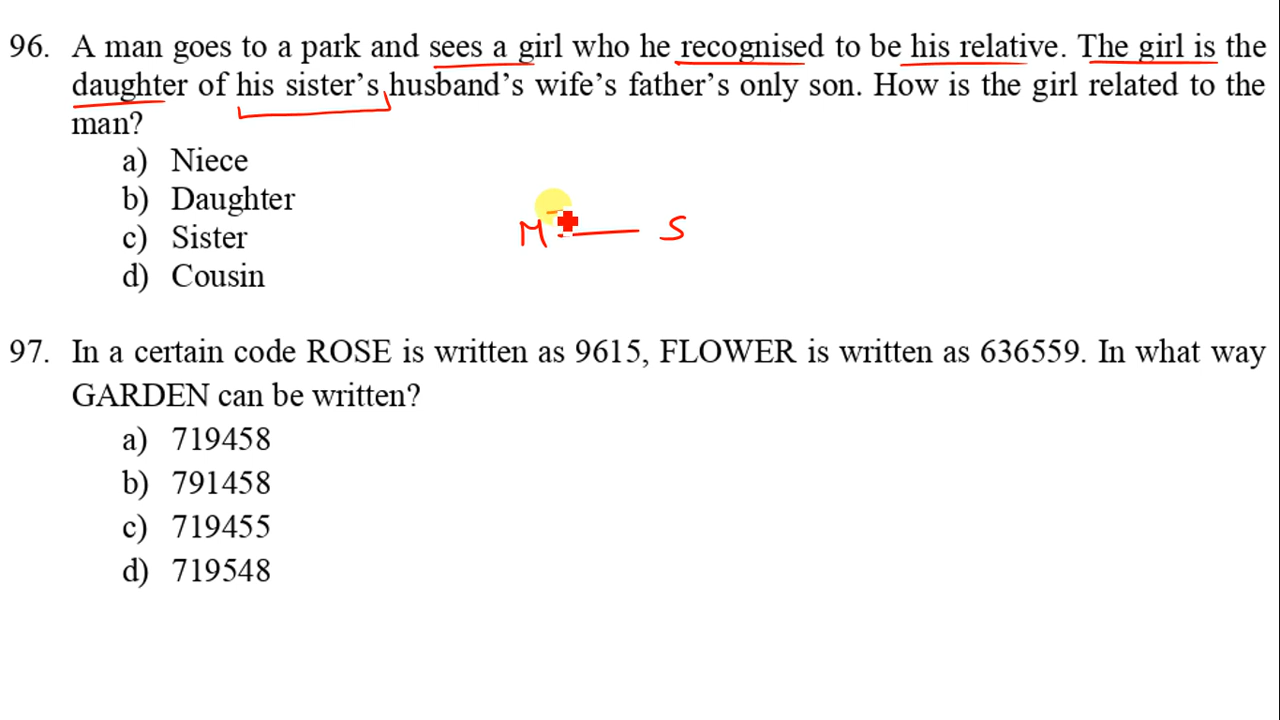 96. A man goes to a park and sees a girl who he recognised to be his relative. The girl is the
daughter of his sister’s husband’s wife’s father’s only son. How is the girl related to the
man?
a) Niece
b) Daughter
c) Sister
d) Cousin
M S
97. In a certain code ROSE is written as 9615, FLOWER is written as 636559. In what way
GARDEN can be written?
a) 719458
b) 791458
c) 719455
d) 719548